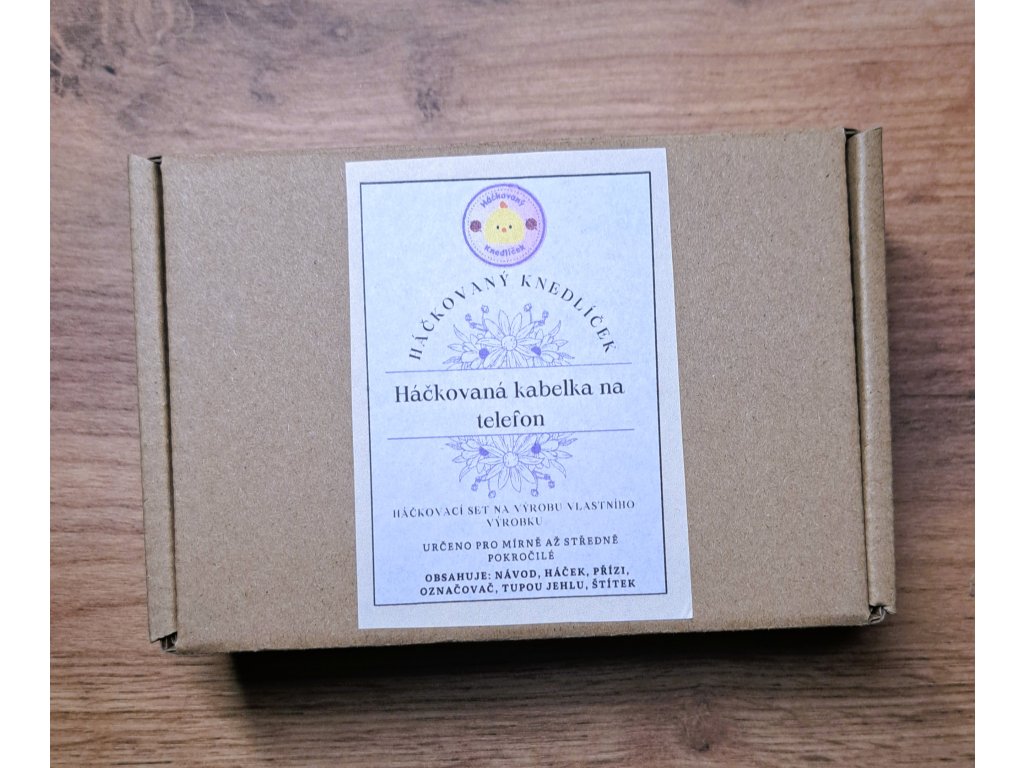 Háčkovaný
Knedlíček
HÁČKOVANÝ KNEDLÍČEK
Háčkovaná kabelka na
telefon
HÁČKOVACÍ SET NA VÝROBU VLASTNÍHO
VÝROBKU
URČENO PRO MÍRNĚ AŽ STŘEDNĚ
POKROČILÉ
OBSAHUJE: NÁVOD, HÁČEK, PŘÍZI,
OZNAČOVAČ, TUPOU JEHLU, ŠTÍTEK